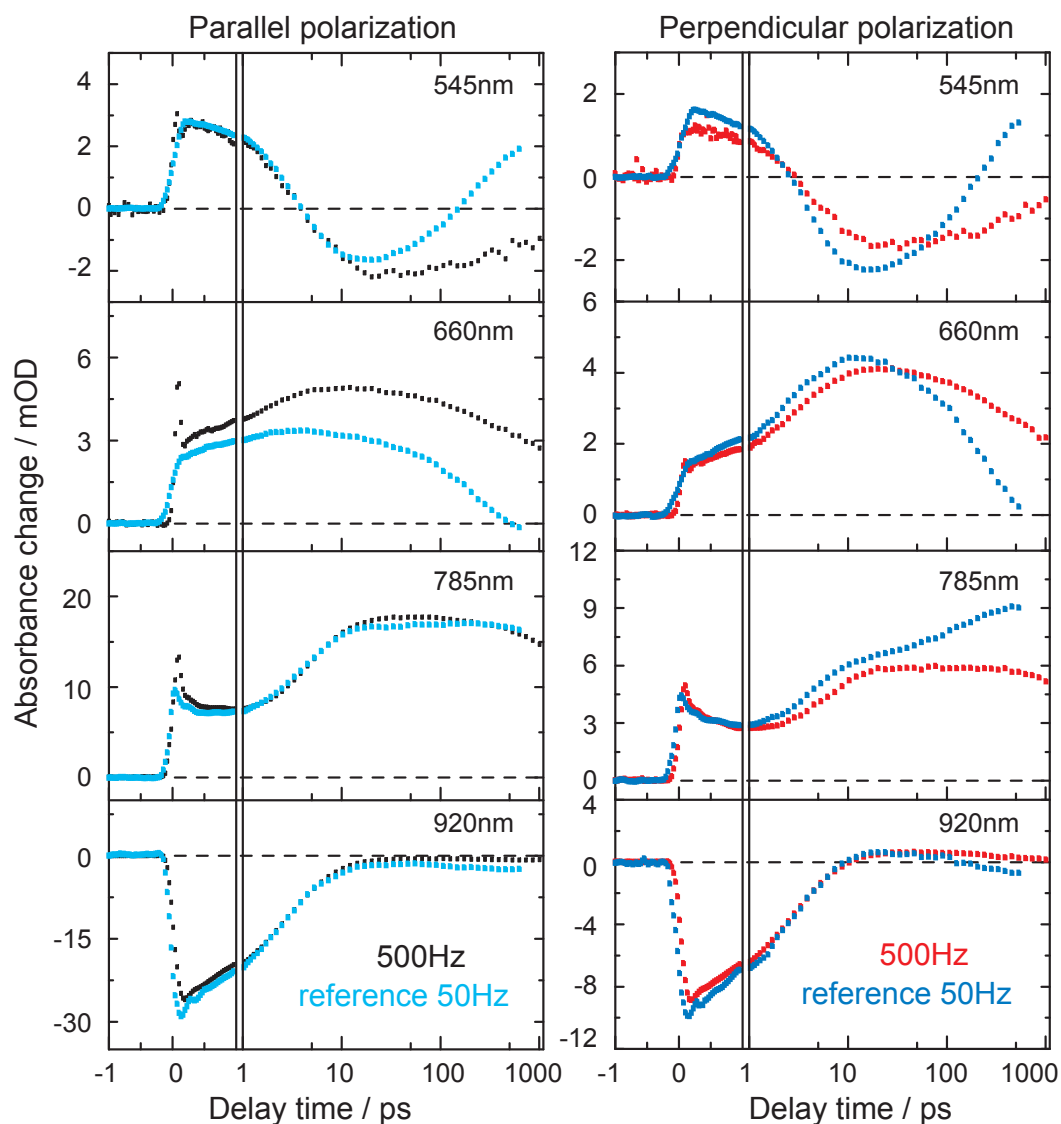 Parallel polarization
Perpendicular polarization
Absorbance change / mOD
4
2
0
-2
545nm
2
1
0
-1
-2
545nm
6
3
0
660nm
6
4
2
0
660nm
20
10
0
785nm
12
9
6
3
0
785nm
0
-15
-30
920nm
500Hz
reference 50Hz
4
0
-4
-8
-12
920nm
500Hz
reference 50Hz
-1 0 1 10 100 1000
-1 0 1 10 100 1000
Delay time / ps
Delay time / ps